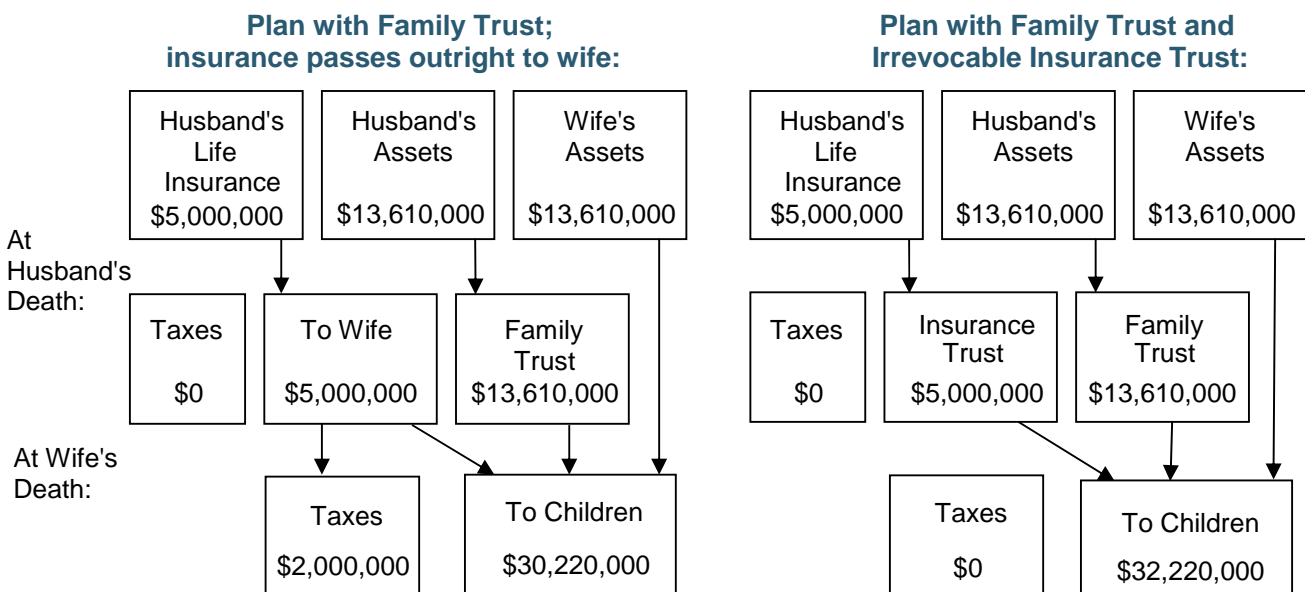 Plan with Family Trust;
insurance passes outright to wife:
Husband's
Life
Insurance
$5,000,000
Husband's
Assets
$13,610,000
Wife's
Assets
$13,610,000
At
Husband's
Death:
Taxes
$0
To Wife
$5,000,000
Family
Trust
$13,610,000
At Wife's
Death:
Taxes
$2,000,000
To Children
$30,220,000
Plan with Family Trust and
Irrevocable Insurance Trust:
Husband's
Life
Insurance
$5,000,000
Husband's
Assets
$13,610,000
Wife's
Assets
$13,610,000
Taxes
$0
Insurance
Trust
$5,000,000
Family
Trust
$13,610,000
Taxes
$0
To Children
$32,220,000